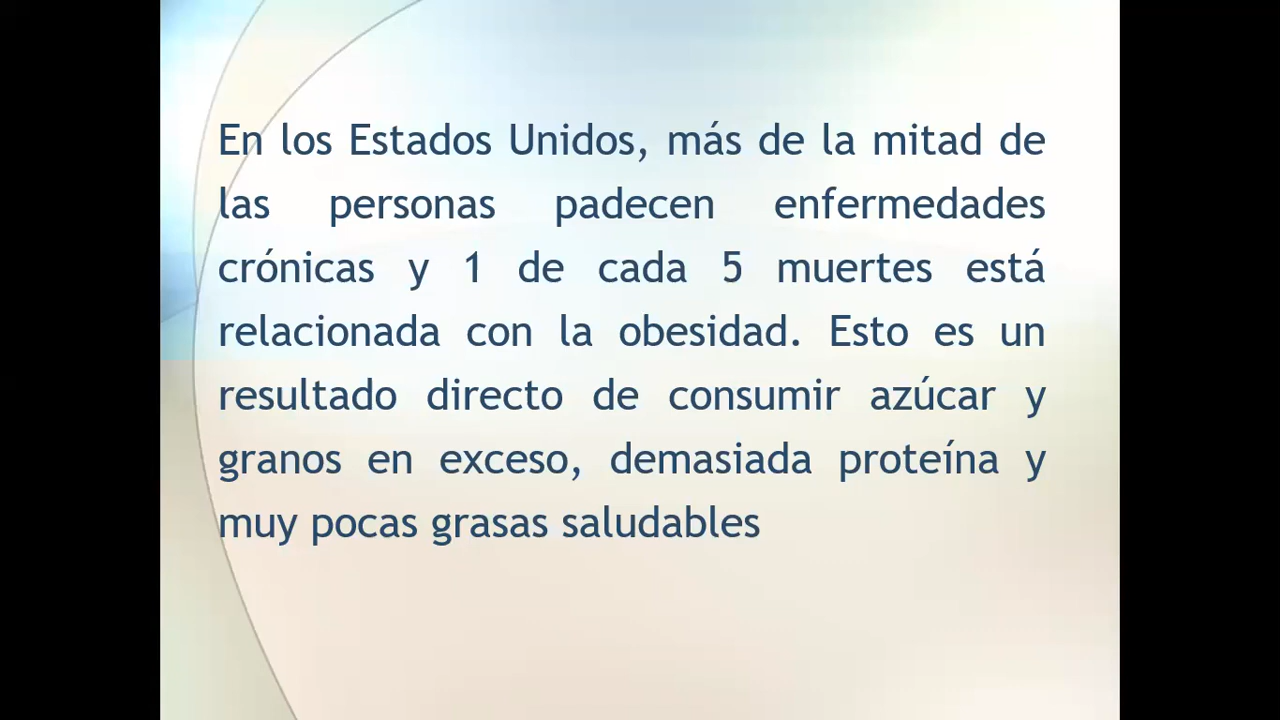 En los Estados Unidos, más de la mitad de
las personas padecen enfermedades
crónicas y 1 de cada 5 muertes está
relacionada con la obesidad. Esto es un
resultado directo de consumir azúcar y
granos en exceso, demasiada proteína y
muy pocas grasas saludables